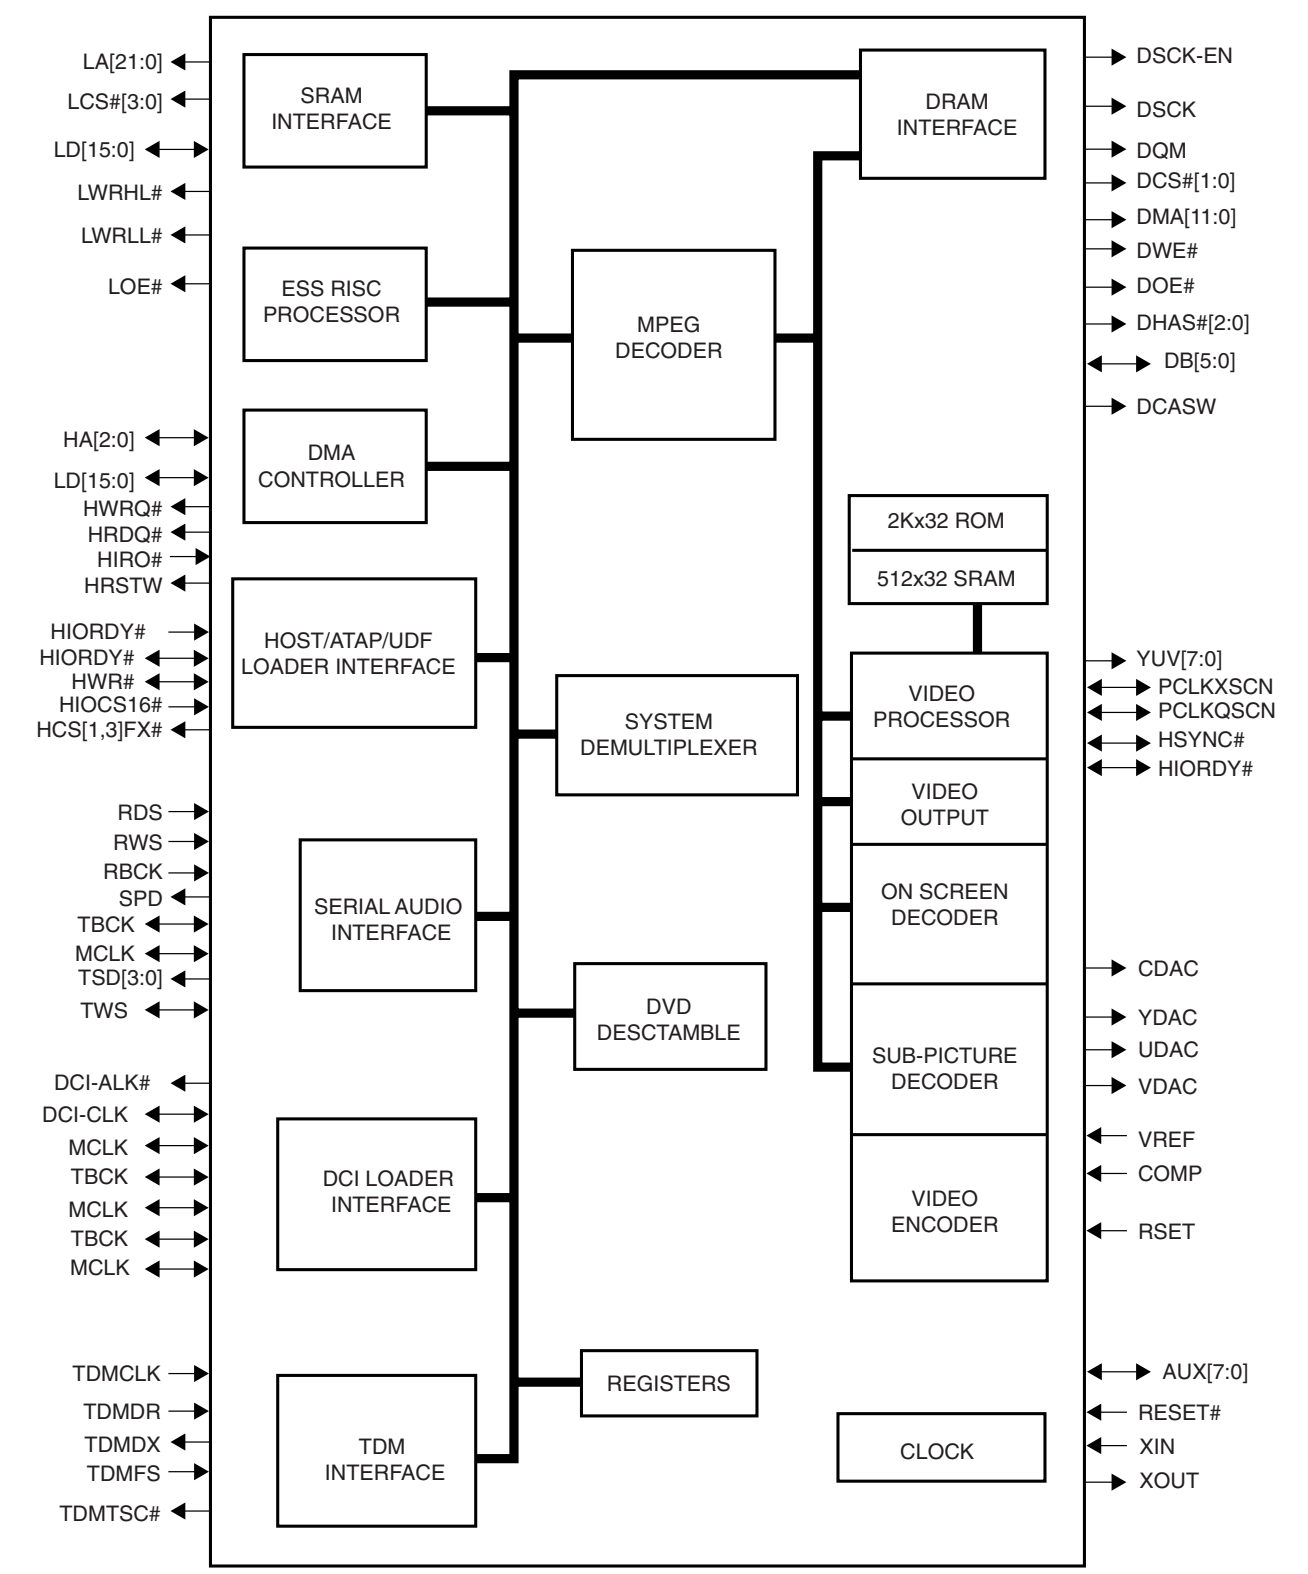 LA[21:0]
LCS#[3:0]
LD[15:0]
LWRHL#
LWRLL#
LOE#
HA[2:0]
LD[15:0]
HWRQ#
HRDQ#
HIRO#
HRSTW
HIORDY#
HIORDY#
HWR#
HIOCS16#
HCS[1,3]FX#
RDS
RWS
RBCK
SPD
TBCK
MCLK
TSD[3:0]
TWS
DCI-ALK#
DCI-CLK
MCLK
TBCK
MCLK
TBCK
MCLK
TDMCLK
TDMDR
TDMDX
TDMFS
TDMTSC#
SRAM
INTERFACE
ESS RISC
PROCESSOR
DMA
CONTROLLER
HOST/ATAP/UDF
LOADER INTERFACE
SERIAL AUDIO
INTERFACE
DCI LOADER
INTERFACE
TDM
INTERFACE
MPEG
DECODER
SYSTEM
DEMULTIPLEXER
DVD
DESCTAMBLE
REGISTERS
DRAM
INTERFACE
2Kx32 ROM
512x32 SRAM
VIDEO
PROCESSOR
VIDEO
OUTPUT
ON SCREEN
DECODER
SUB-PICTURE
DECODER
VIDEO
ENCODER
CLOCK
DSCK-EN
DSCK
DQM
DCS#[1:0]
DMA[11:0]
DWE#
DOE#
DHAS#[2:0]
DB[5:0]
DCASW
YUV[7:0]
PCLKXSCN
PCLKQSCN
HSYNC#
HIORDY#
CDAC
YDAC
UDAC
VDAC
VREF
COMP
RSET
AUX[7:0]
RESET#
XIN
XOUT